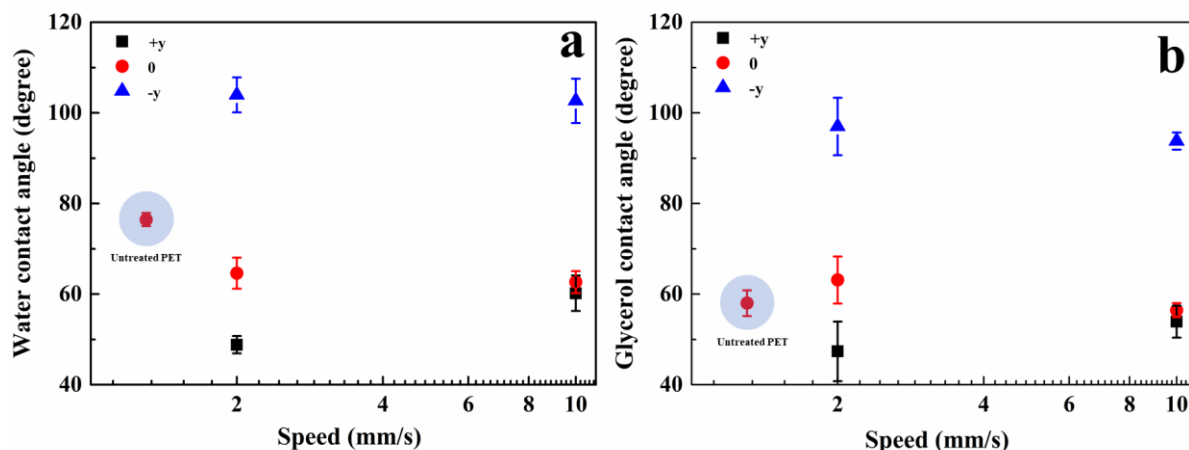 120
100
80
60
40
Water contact angle (degree)
+y
0
-y
a
Untreated PET
2
4
6
8
10
Speed (mm/s)
120
100
80
60
40
Glycerol contact angle (degree)
+y
0
-y
b
Untreated PET
2
4
6
8
10
Speed (mm/s)